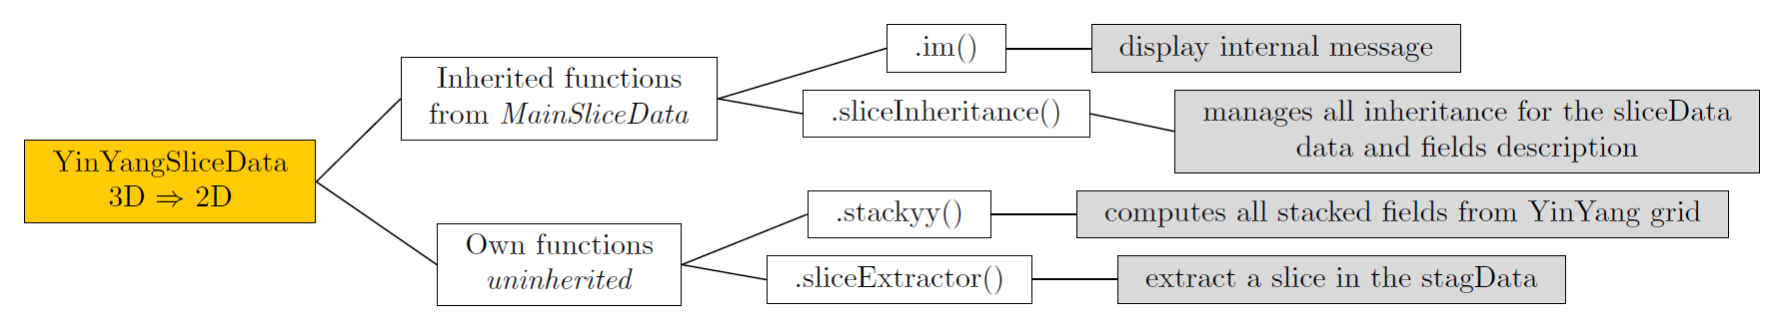 YinYangSliceData
3D ⇒ 2D
Inherited functions
from MainSliceData
.im()
display internal message
.sliceInheritance()
manages all inheritance for the sliceData
data and fields description
Own functions
uninherited
.stackyy()
computes all stacked fields from YinYang grid
.sliceExtractor()
extract a slice in the stagData